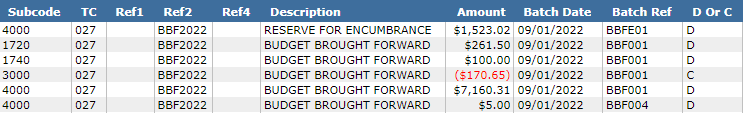 Subcode TC Ref1 Ref2 Ref4 Description Amount Batch Date Batch Ref D Or C
4000 027 BBF2022 RESERVE FOR ENCUMBRANCE $1,523.02 09/01/2022 BBFE01 D
1720 027 BBF2022 BUDGET BROUGHT FORWARD $261.50 09/01/2022 BBF001 D
1740 027 BBF2022 BUDGET BROUGHT FORWARD $100.00 09/01/2022 BBF001 D
3000 027 BBF2022 BUDGET BROUGHT FORWARD ($170.65) 09/01/2022 BBF001 C
4000 027 BBF2022 BUDGET BROUGHT FORWARD $7,160.31 09/01/2022 BBF001 D
4000 027 BBF2022 BUDGET BROUGHT FORWARD $5.00 09/01/2022 BBF004 D